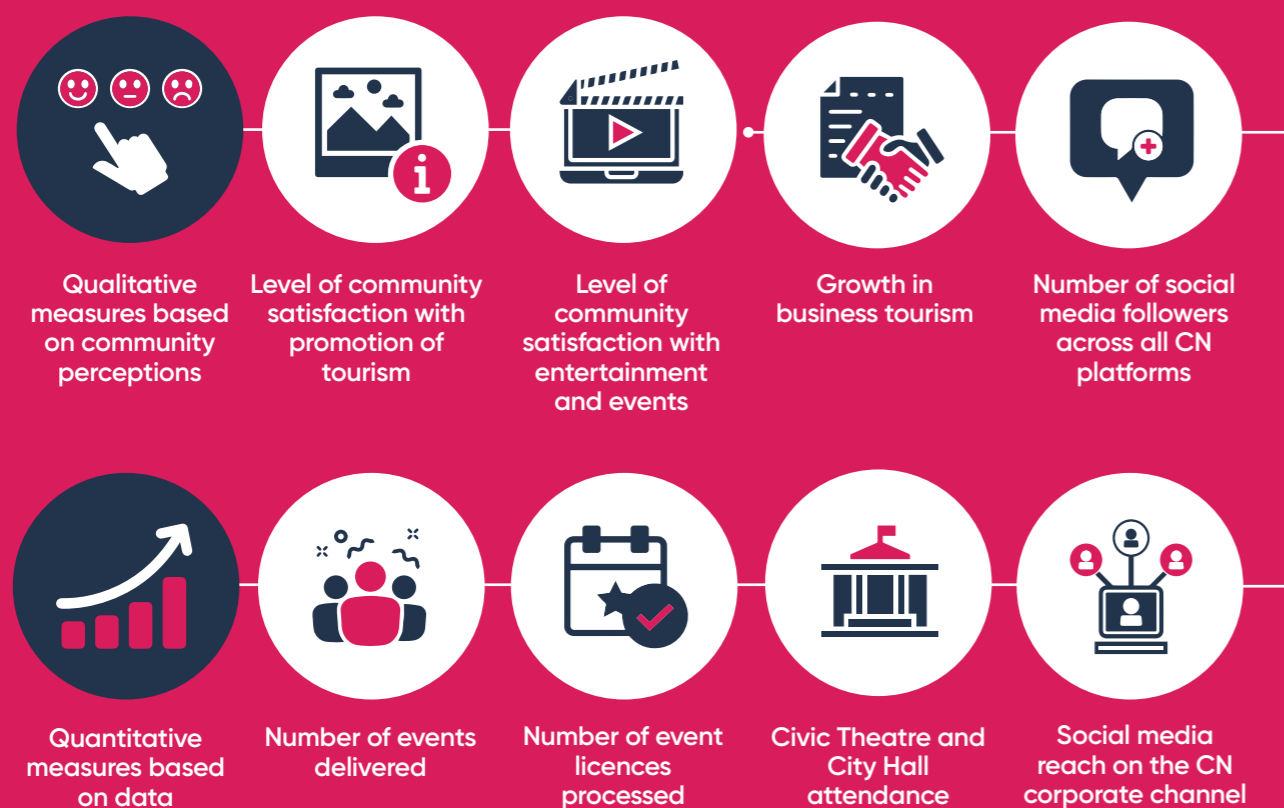 Qualitative
measures based
on community
perceptions
Level of community
satisfaction with
promotion of
tourism
Level of
community
satisfaction with
entertainment
and events
Growth in
business tourism
Number of social
media followers
across all CN
platforms
Quantitative
measures based
on data
Number of events
delivered
Number of event
licences
processed
Civic Theatre and
City Hall
attendance
Social media
reach on the CN
corporate channel